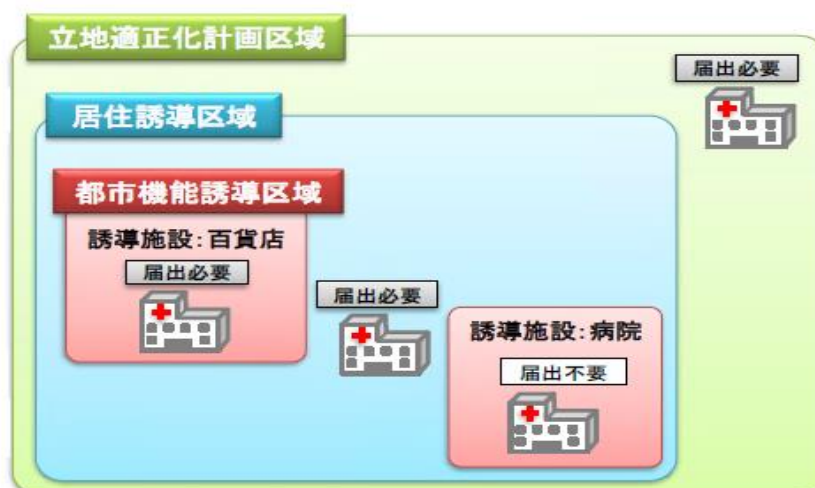 立地適正化計画区域
届出必要
居住誘導区域
都市機能誘導区域
誘導施設:百貨店
届出必要
届出必要
誘導施設:病院
届出不要